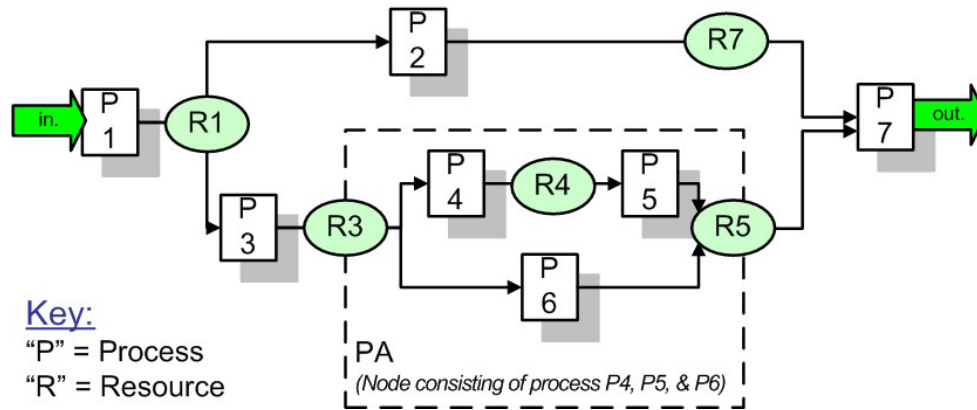 P
2
R7
in.
P
1
R1
P
7
out.
P
4
R4
P
5
P
3
R3
R5
P
6
Key:
“P” = Process
“R” = Resource
PA
(Node consisting of process P4, P5, & P6)